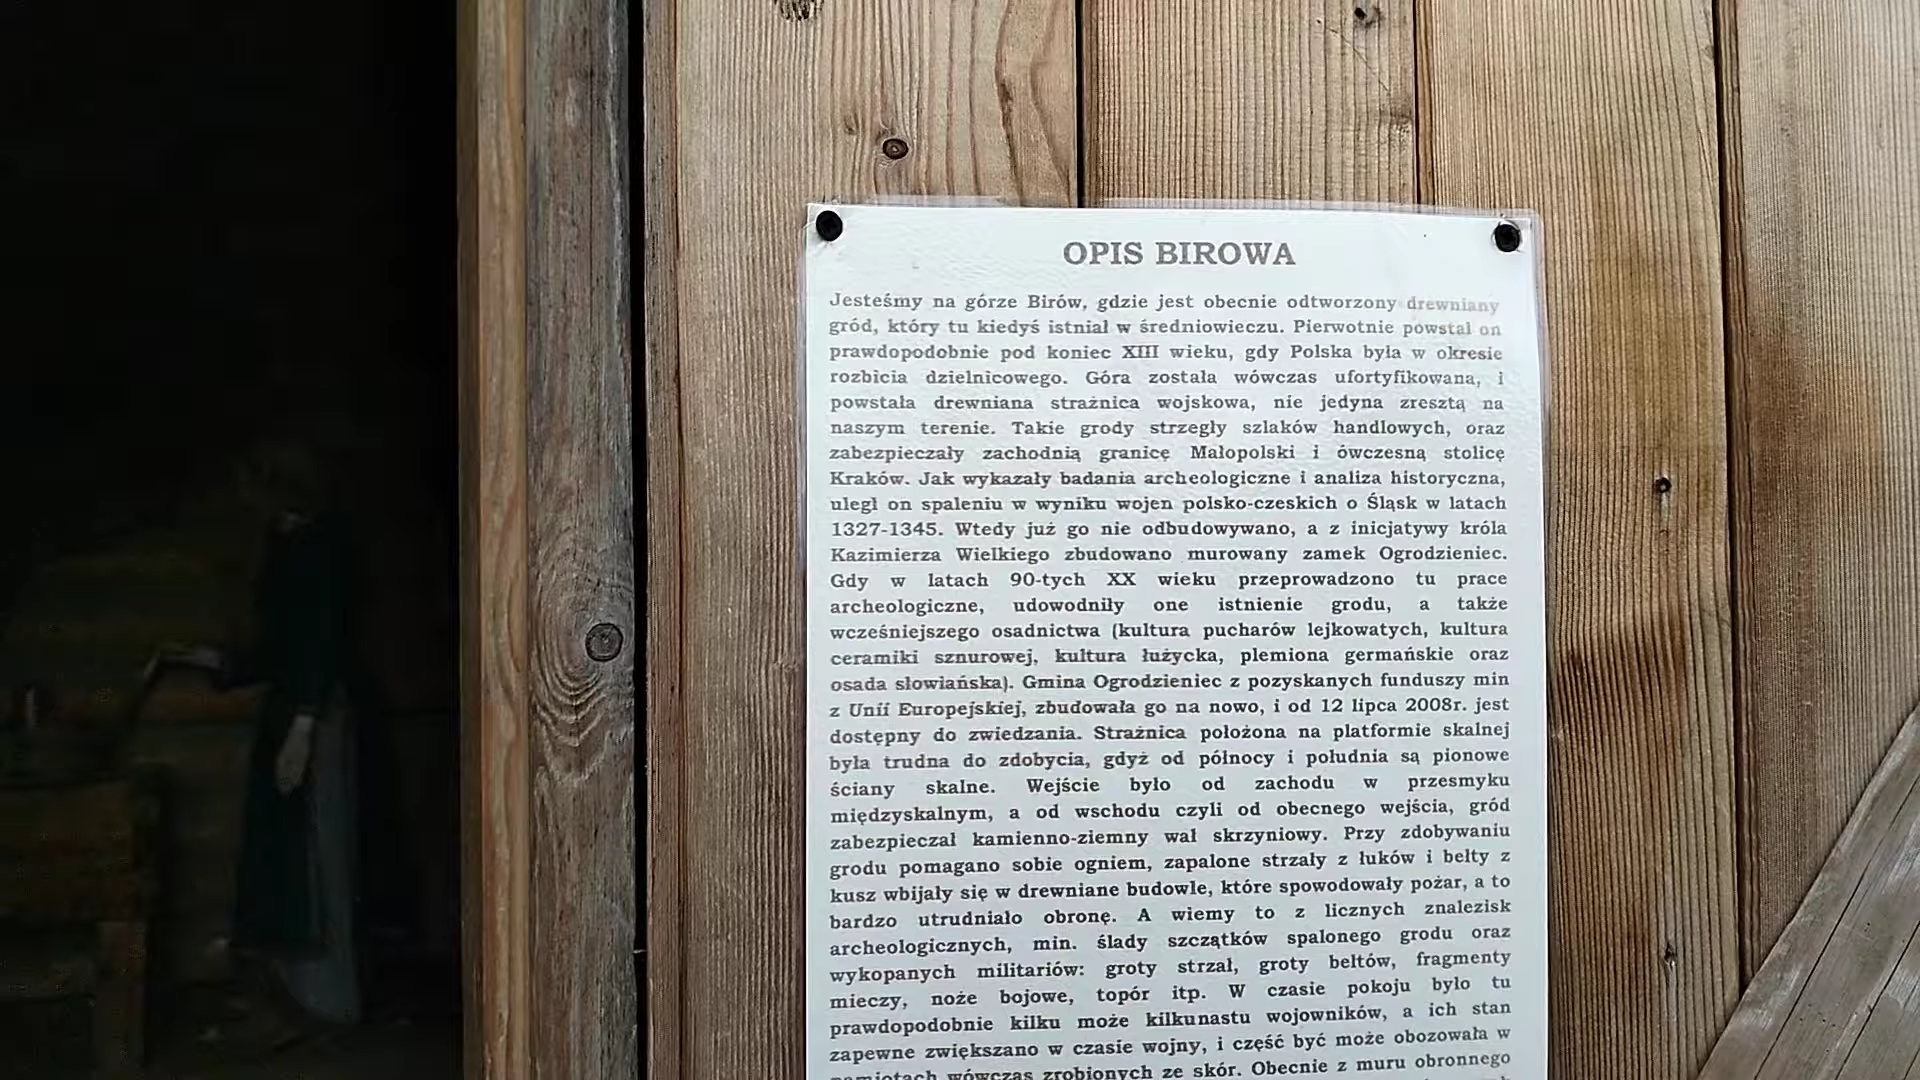 OPIS BIROWA
Jesteśmy na górze Birów, gdzie jest obecnie odtworzony drewniany
gród, który tu kiedyś istniał w średniowieczu. Pierwotnie powstał on
prawdopodobnie pod koniec XIII wieku, gdy Polska była w okresie
rozbicia dzielnicowego. Góra została wówczas ufortyfikowana, i
powstała drewniana strażnica wojskowa, nie jedyna zresztą na
naszym terenie. Takie grody strzegły szlaków handlowych, oraz
zabezpieczały zachodnią granicę Małopolski i ówczesną stolicę
Kraków. Jak wykazały badania archeologiczne i analiza historyczna,
uległ on spaleniu w wyniku wojen polsko-czeskich o Śląsk w latach
1327-1345. Wtedy już go nie odbudowywano, a z inicjatywy króla
Kazimierza Wielkiego zbudowano murowany zamek Ogrodzieniec.
Gdy w latach 90-tych XX wieku przeprowadzono tu prace
archeologiczne, udowodniły one istnienie grodu, a także
wcześniejszego osadnictwa (kultura pucharów lejkowatych, kultura
ceramiki sznurowej, kultura łużycka, plemiona germańskie oraz
osada słowiańska). Gmina Ogrodzieniec z pozyskanych funduszy min
z Unii Europejskiej, zbudowała go na nowo, i od 12 lipca 2008r. jest
dostępny do zwiedzania. Strażnica położona na platformie skalnej
była trudna do zdobycia, gdyż od północy i południa są pionowe
ściany skalne. Wejście było od zachodu w przesmyku
międzyskalnym, a od wschodu czyli od obecnego wejścia, gród
zabezpieczał kamienno-ziemny wał skrzyniowy. Przy zdobywaniu
grodu pomagano sobie ogniem, zapalone strzały z łuków i bełty z
kusz wbijały się w drewniane budowle, które spowodowały pożar, a to
bardzo utrudniało obronę. A wiemy to z licznych znalezisk
archeologicznych, min. ślady szczątków spalonego grodu oraz
wykopanych militariów: groty strzał, groty bełtów, fragmenty
mieczy, noże bojowe, topór itp. W czasie pokoju było tu
prawdopodobnie kilku może kilkunastu wojowników, a ich stan
zapewne zwiększano w czasie wojny, i część być może obozowała w
namiotach wówczas zrobionych ze skór. Obecnie z muru obronnego